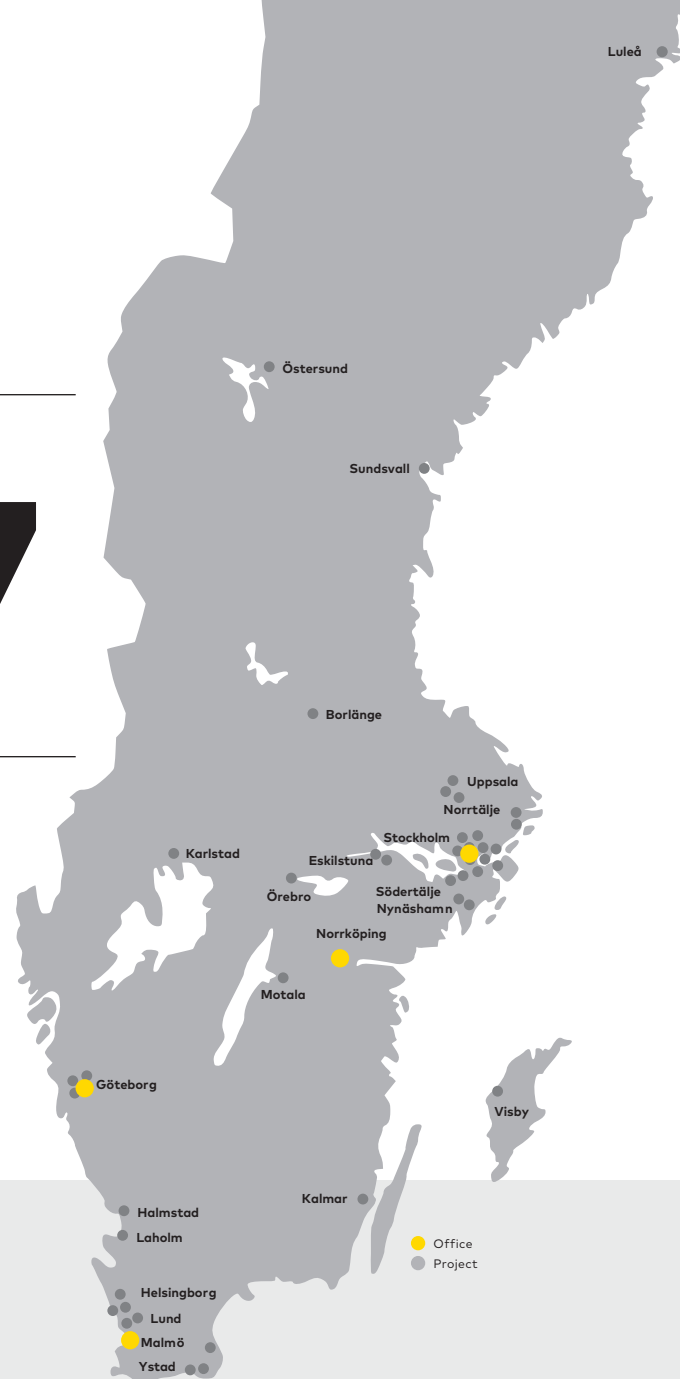 Luleå
Östersund
7
Sundsvall
Borlänge
Uppsala
Norrtälje
Stockholm
Karlstad
Eskilstuna
Södertälje
Örebro
Nynäshamn
Norrköping
Motala
Göteborg
Visby
Kalmar
Halmstad
Laholm
Office
Project
Helsingborg
Lund
Malmö
Ystad